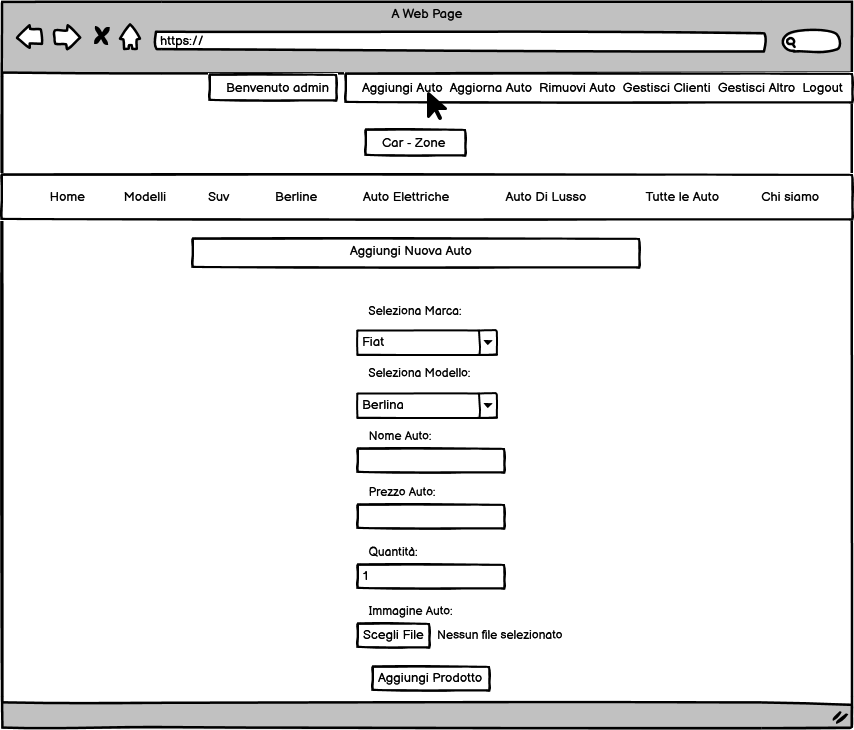 A Web Page
https://
Benvenuto admin
Aggiungi Auto Aggiorna Auto Rimuovi Auto Gestisci Clienti Gestisci Altro Logout
Car - Zone
Home Modelli Suv Berline Auto Elettriche Auto Di Lusso Tutte le Auto Chi siamo
Aggiungi Nuova Auto
Seleziona Marca:
Fiat
Seleziona Modello:
Berlina
Nome Auto:
Prezzo Auto:
Quantità:
1
Immagine Auto:
Scegli File Nessun file selezionato
Aggiungi Prodotto